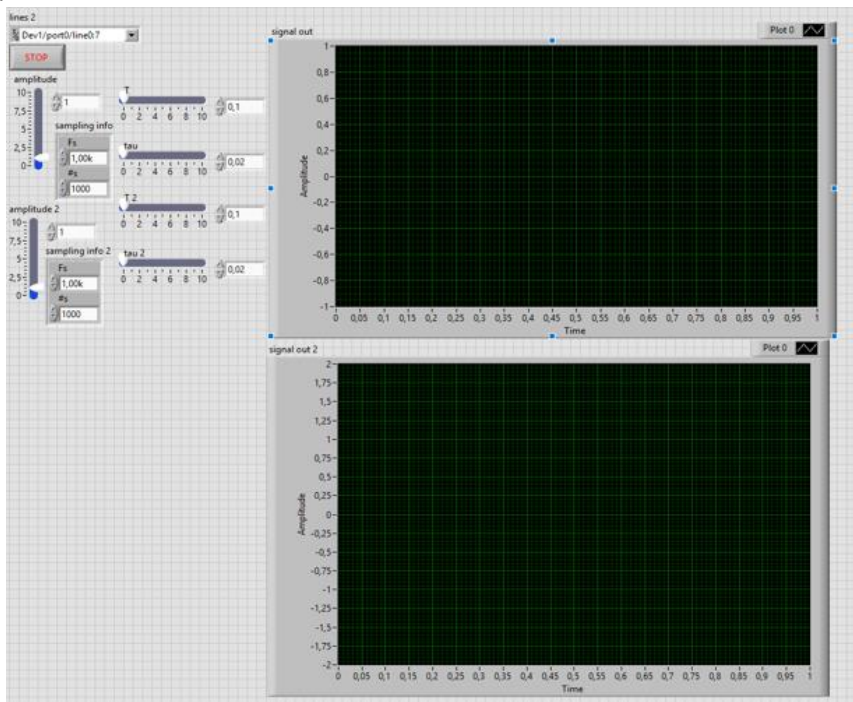 lines 2
Dev1/port0/line0:7
STOP
amplitude
10
7,5
5
2,5
0
1
sampling info
Fs
1,00k
#s
1000
T
0 2 4 6 8 10
0,1
tau
0 2 4 6 8 10
0,02
T 2
0 2 4 6 8 10
0,1
tau 2
0 2 4 6 8 10
0,02
amplitude 2
10
7,5
5
2,5
0
1
sampling info 2
Fs
1,00k
#s
1000
signal out
Plot 0
Amplitude
1
0,8
0,6
0,4
0,2
0
-0,2
-0,4
-0,6
-0,8
-1
0 0,05 0,1 0,15 0,2 0,25 0,3 0,35 0,4 0,45 0,5 0,55 0,6 0,65 0,7 0,75 0,8 0,85 0,9 0,95 1
Time
signal out 2
Plot 0
Amplitude
2
1,75
1,5
1
0,75
0,5
0,25
0
-0,25
-0,5
-0,75
-1
-1,25
-1,5
-1,75
-2
0 0,05 0,1 0,15 0,2 0,25 0,3 0,35 0,4 0,45 0,5 0,55 0,6 0,65 0,7 0,75 0,8 0,85 0,9 0,95 1
Time